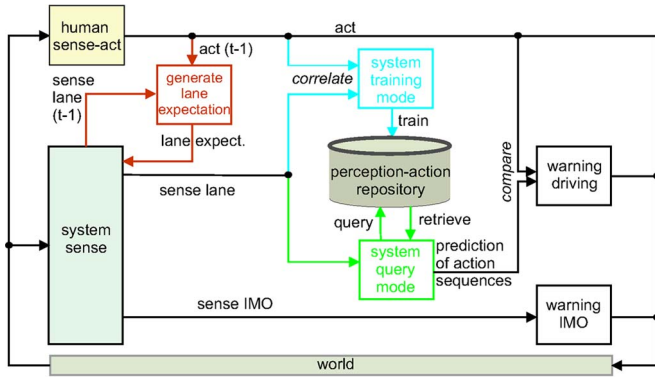 human
sense-act
act
act (t-1)
sense
lane
(t-1)
generate
lane
expectation
correlate
system
training
mode
lane expect.
train
perception-action
repository
sense lane
compare
warning
driving
system
sense
query
retrieve
system
query
mode
prediction
of action
sequences
sense IMO
warning
IMO
world